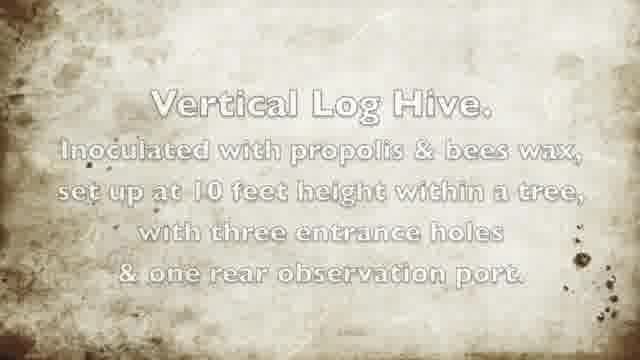 Vertical Log Hive.
Inoculated with propolis & bees wax,
set up at 10 feet height within a tree,
with three entrance holes
& one rear observation port.